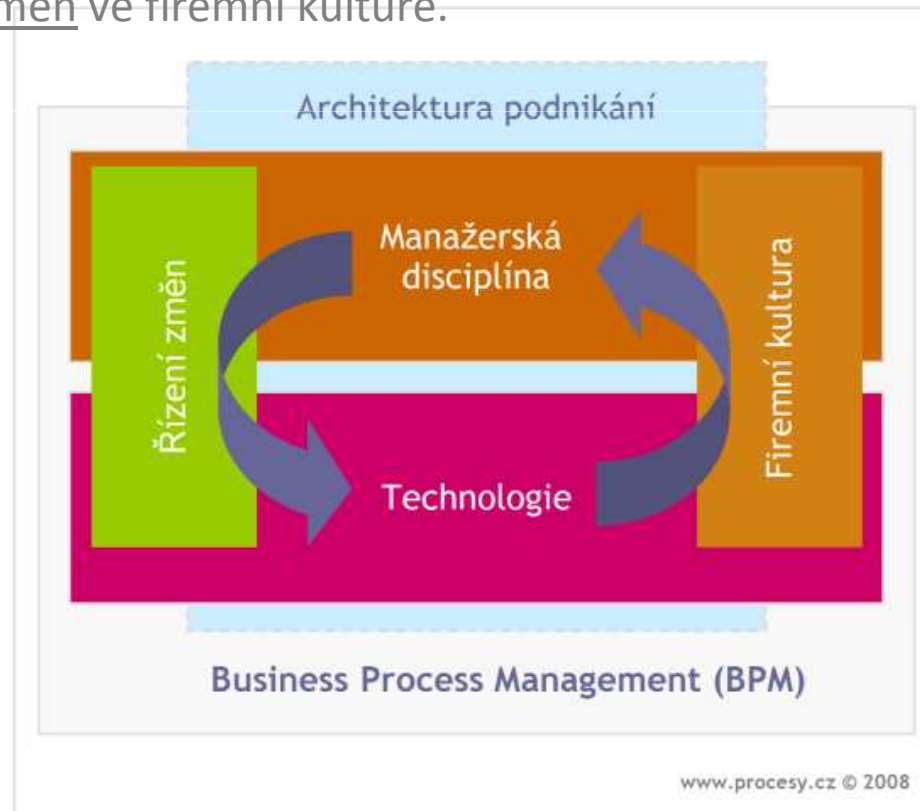 změn ve firemní kultuře.
Architektura podnikání
Manažerská
disciplína
Řízení změn
Firemní kultura
Technologie
Business Process Management (BPM)
www.procesy.cz © 2008